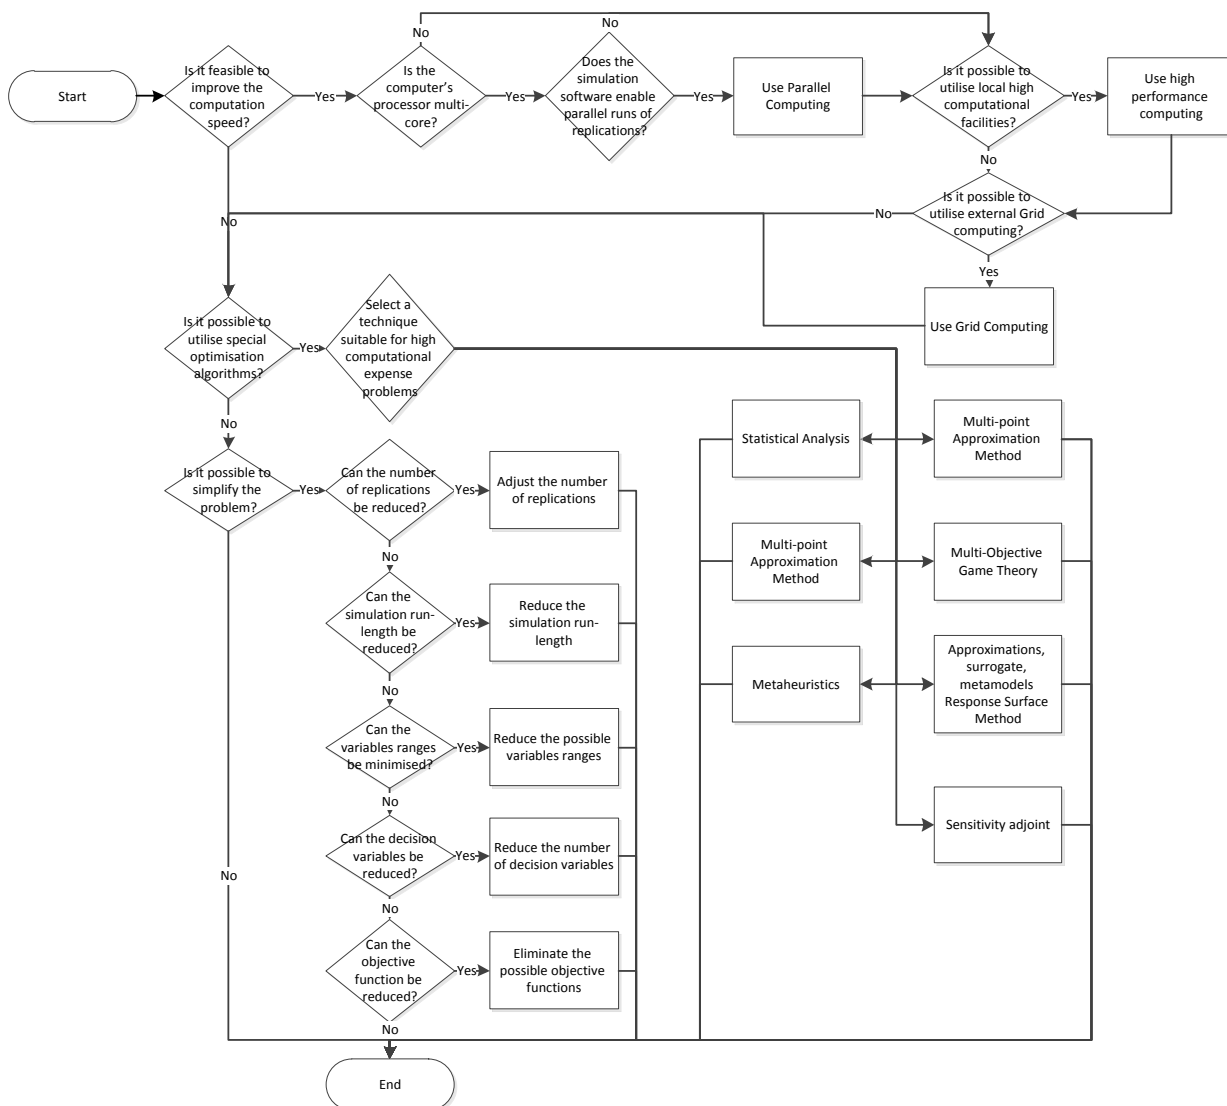 No
No
Start
Is it feasible to
improve the
computation
speed?
Yes
Is the
computer's
processor multi-
core?
Yes
Does the
simulation
software enable
parallel runs of
replications?
Yes
Use Parallel
Computing
Is it possible to
utilise local high
computational
facilities?
Yes
Use high
performance
computing
No
Is it possible to
utilise external Grid
computing?
No
No
Yes
Use Grid Computing
Is it possible to
utilise special
optimisation
algorithms?
Yes
Select a
technique
suitable for high
computational
expense
problems
No
Is it possible to
simplify the
problem?
Yes
Can the number
of replications
be reduced?
Yes
Adjust the number
of replications
No
Can the
simulation run-
length be
reduced?
Yes
Reduce the
simulation run-
length
No
Can the
variables ranges
be minimised?
Yes
Reduce the possible
variables ranges
No
Can the decision
variables be
reduced?
Yes
Reduce the number
of decision variables
No
No
Can the
objective
function be
reduced?
Yes
Eliminate the
possible objective
functions
No
End
Statistical Analysis
Multi-point
Approximation
Method
Multi-point
Approximation
Method
Multi-Objective
Game Theory
Metaheuristics
Approximations,
surrogate,
metamodels
Response Surface
Method
Sensitivity adjoint